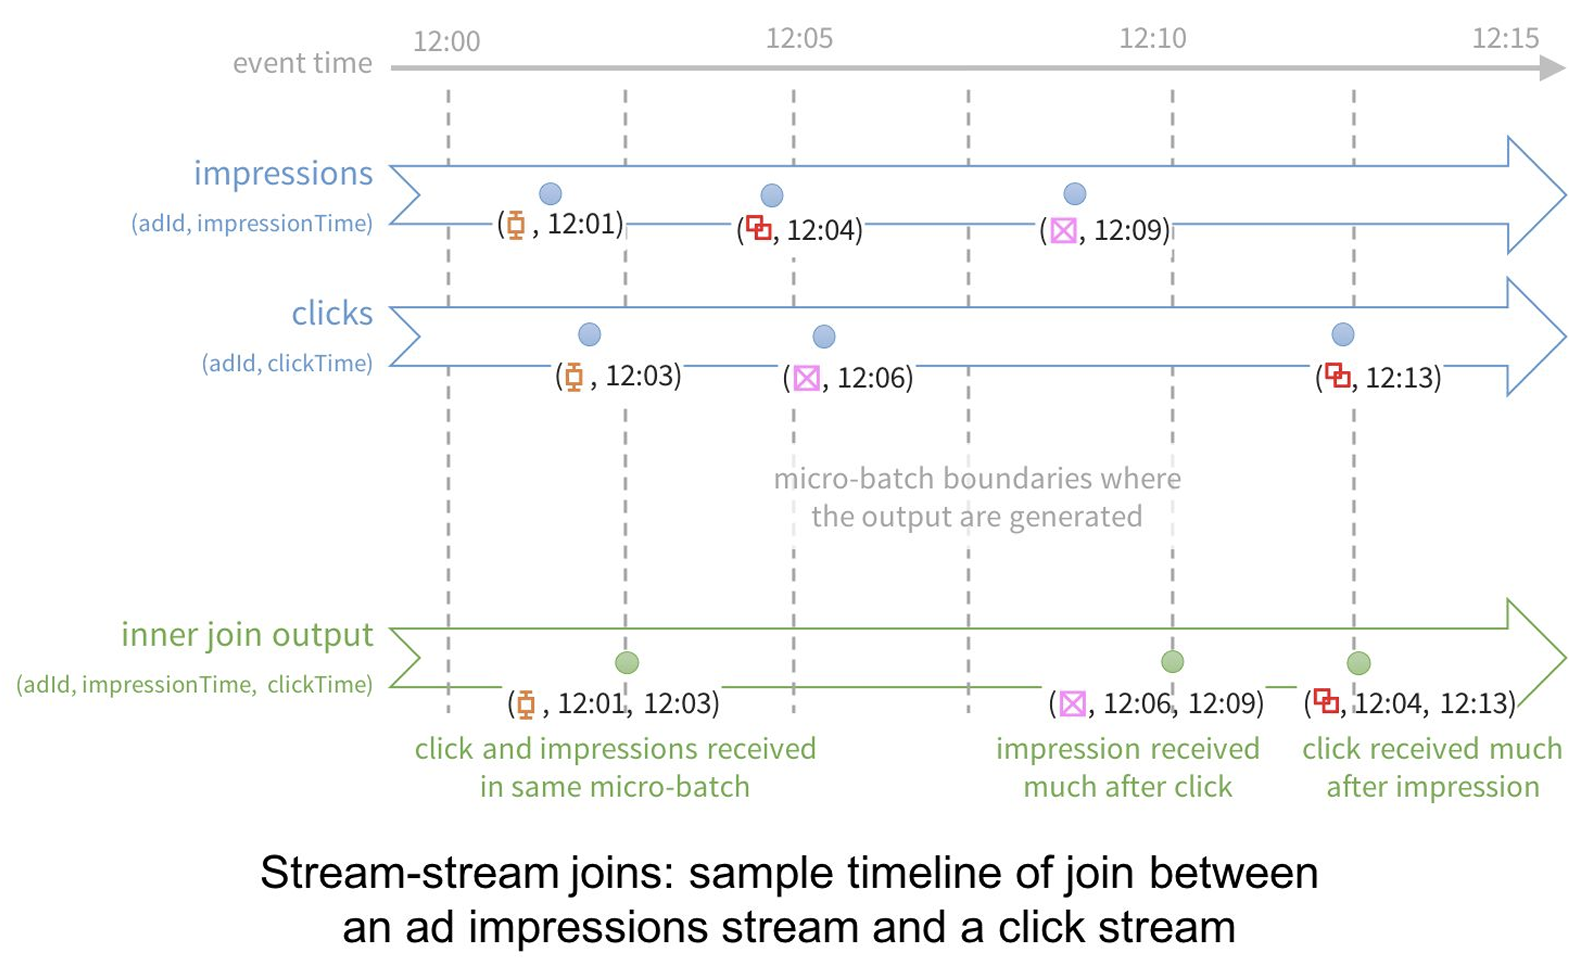 12:00 12:05 12:10 12:15
event time
impressions
(adId, impressionTime)
( , 12:01) ( , 12:04) ( , 12:09)
clicks
(adId, clickTime)
( , 12:03) ( , 12:06) ( , 12:13)
micro-batch boundaries where
the output are generated
inner join output
(adId, impressionTime, clickTime)
( , 12:01, 12:03) ( , 12:06, 12:09) ( , 12:04, 12:13)
click and impressions received
in same micro-batch
impression received
much after click
click received much
after impression
Stream-stream joins: sample timeline of join between
an ad impressions stream and a click stream